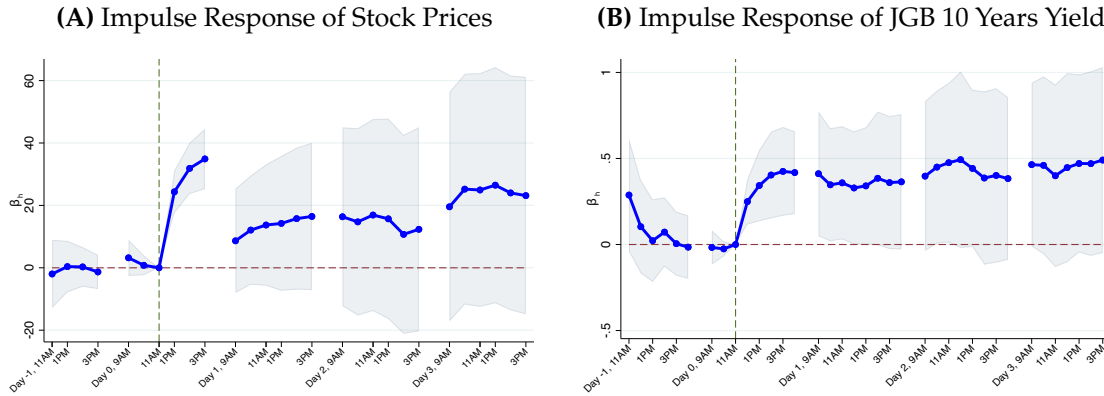 (A) Impulse Response of Stock Prices
60
40
20
0
-20
βh
Day -1, 11AM
1PM
3PM
Day 0, 9AM
11AM
1PM
3PM
Day 1, 9AM
11AM
1PM
3PM
Day 2, 9AM
11AM
1PM
3PM
Day 3, 9AM
11AM
1PM
3PM
(B) Impulse Response of JGB 10 Years Yield
1
.5
0
-.5
βh
Day -1, 11AM
1PM
3PM
Day 0, 9AM
11AM
1PM
3PM
Day 1, 9AM
11AM
1PM
3PM
Day 2, 9AM
11AM
1PM
3PM
Day 3, 9AM
11AM
1PM
3PM